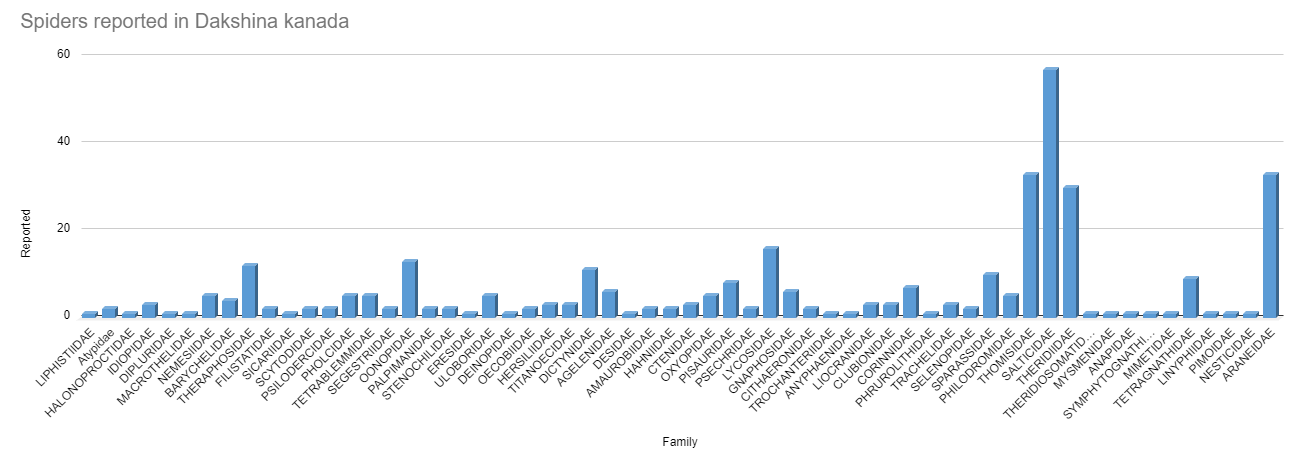 Spiders reported in Dakshina kanada
60
40
20
0
Reported
LIPHISTIIDAE
Atypidae
HALONOPROCTIDAE
IDIOPIDAE
DIPLURIDAE
MACROTHELIDAE
NEMESIIDAE
BARYCHELIDAE
THERAPHOSIDAE
FILISTATIDAE
SICARIIDAE
SCYTODIDAE
PSILODERCIDAE
PHOLCIDAE
TETRABLEMMIDAE
SEGESTRIIDAE
OONOPIDAE
PALPIMANIDAE
STENOCHILIDAE
ERESIDAE
ULOBORIDAE
DEINOPIDAE
OECOBIIDAE
HERSILIIDAE
TITANOECIDAE
DICTYNIDAE
AGELENIDAE
DESIDAE
AMAUROBIIDAE
HAHNIIDAE
CTENIDAE
OXYOPIDAE
PISAURIDAE
PSECHRIDAE
LYCOSIDAE
GNAPHOSIDAE
CITHAERONIDAE
TROCHANTERIIDAE
ANYPHAENIDAE
LIOCRANIDAE
CLUBIONIDAE
CORINNIDAE
PHRUROLITHIDAE
TRACHELIDAE
SELENOPIDAE
SPARASSIDAE
PHILODROMIDAE
THOMISIDAE
SALTICIDAE
THERIDIIDAE
THERIDIOSOMATID...
MYSMENIDAE
ANAPIDAE
SYMPHYTOGNATHI...
MIMETIDAE
TETRAGNATHIDAE
LINYPHIIDAE
PIMOIDAE
NESTICIDAE
ARANEIDAE
Family